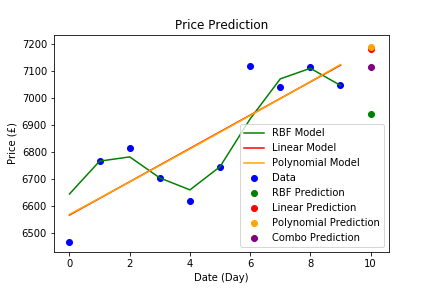 Price Prediction
7200
7100
7000
6900
6800
6700
6600
6500
Price (£)
0
2
4
6
8
10
Date (Day)
RBF Model
Linear Model
Polynomial Model
Data
RBF Prediction
Linear Prediction
Polynomial Prediction
Combo Prediction